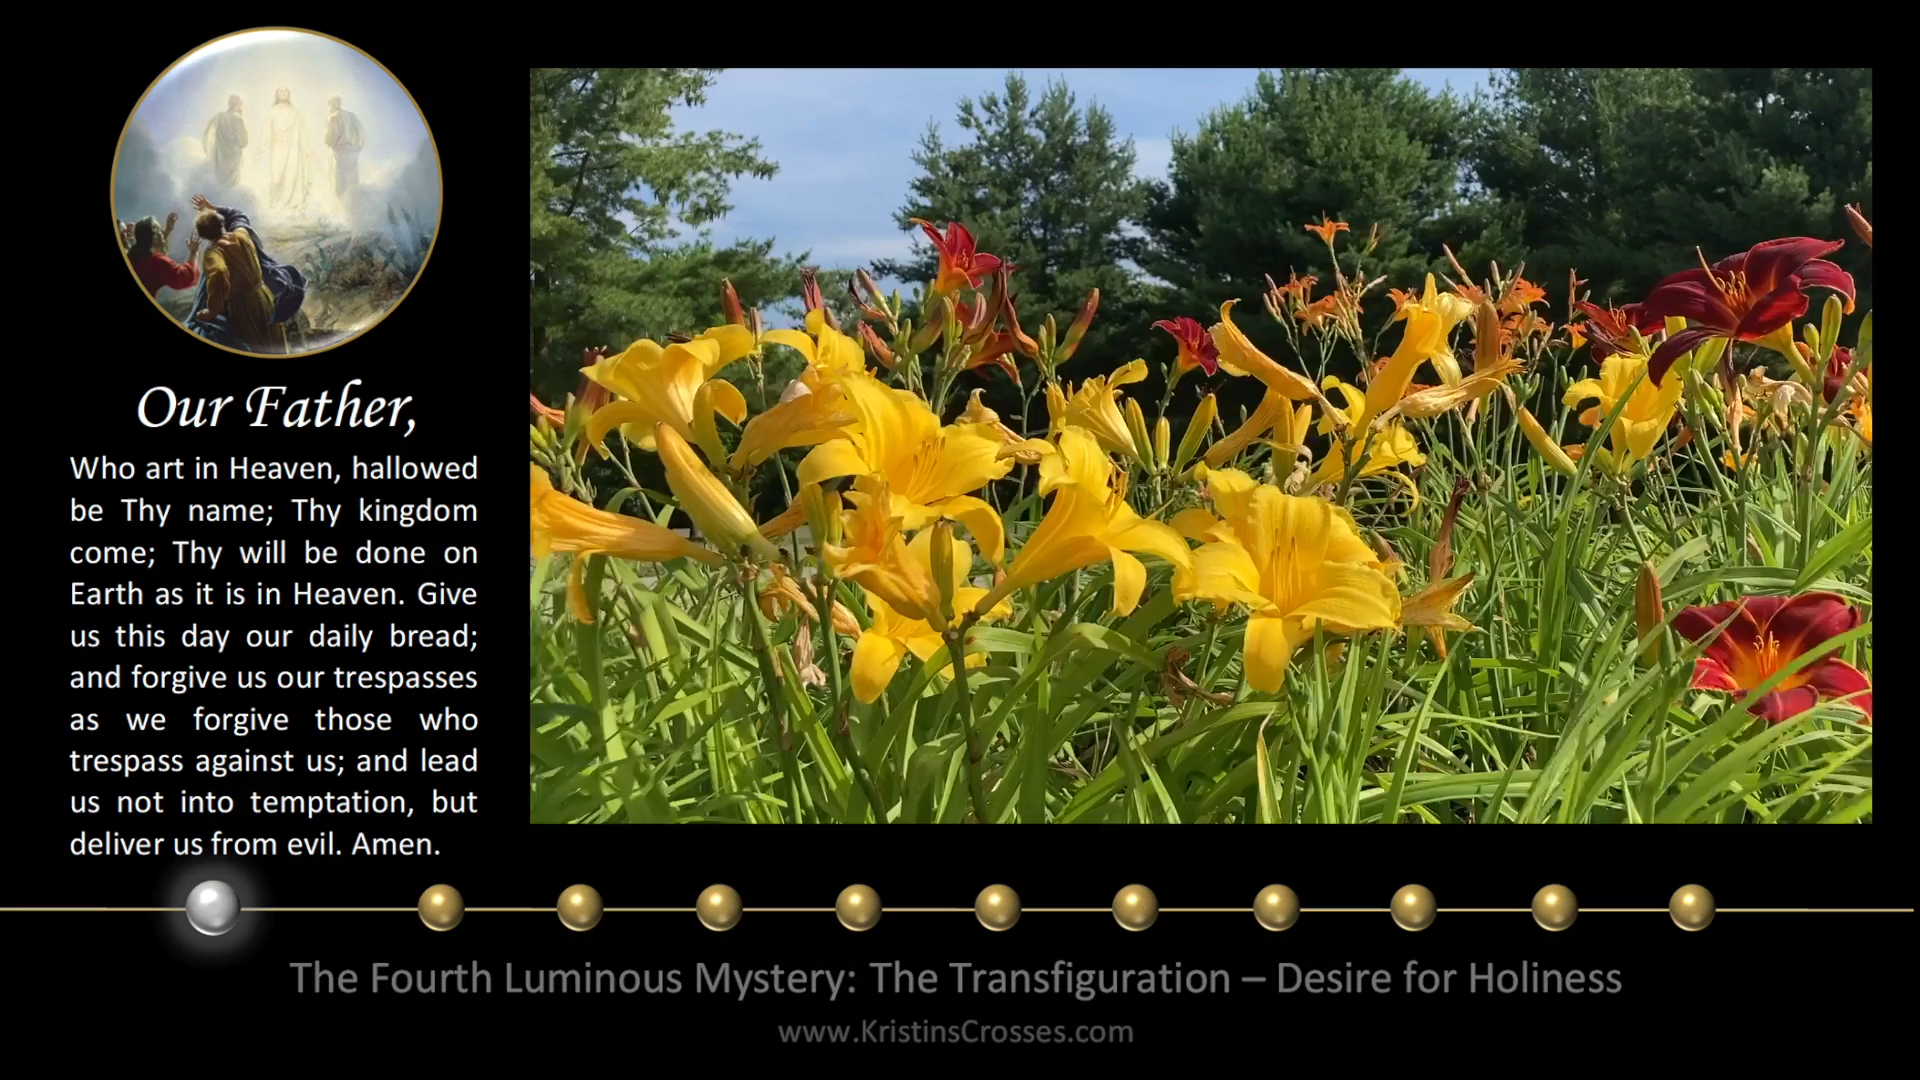 Our Father,
Who art in Heaven, hallowed
be Thy name; Thy kingdom
come; Thy will be done on
Earth as it is in Heaven. Give
us this day our daily bread;
and forgive us our trespasses
as we forgive those who
trespass against us; and lead
us not into temptation, but
deliver us from evil. Amen.
The Fourth Luminous Mystery: The Transfiguration – Desire for Holiness
www.KristinsCrosses.com